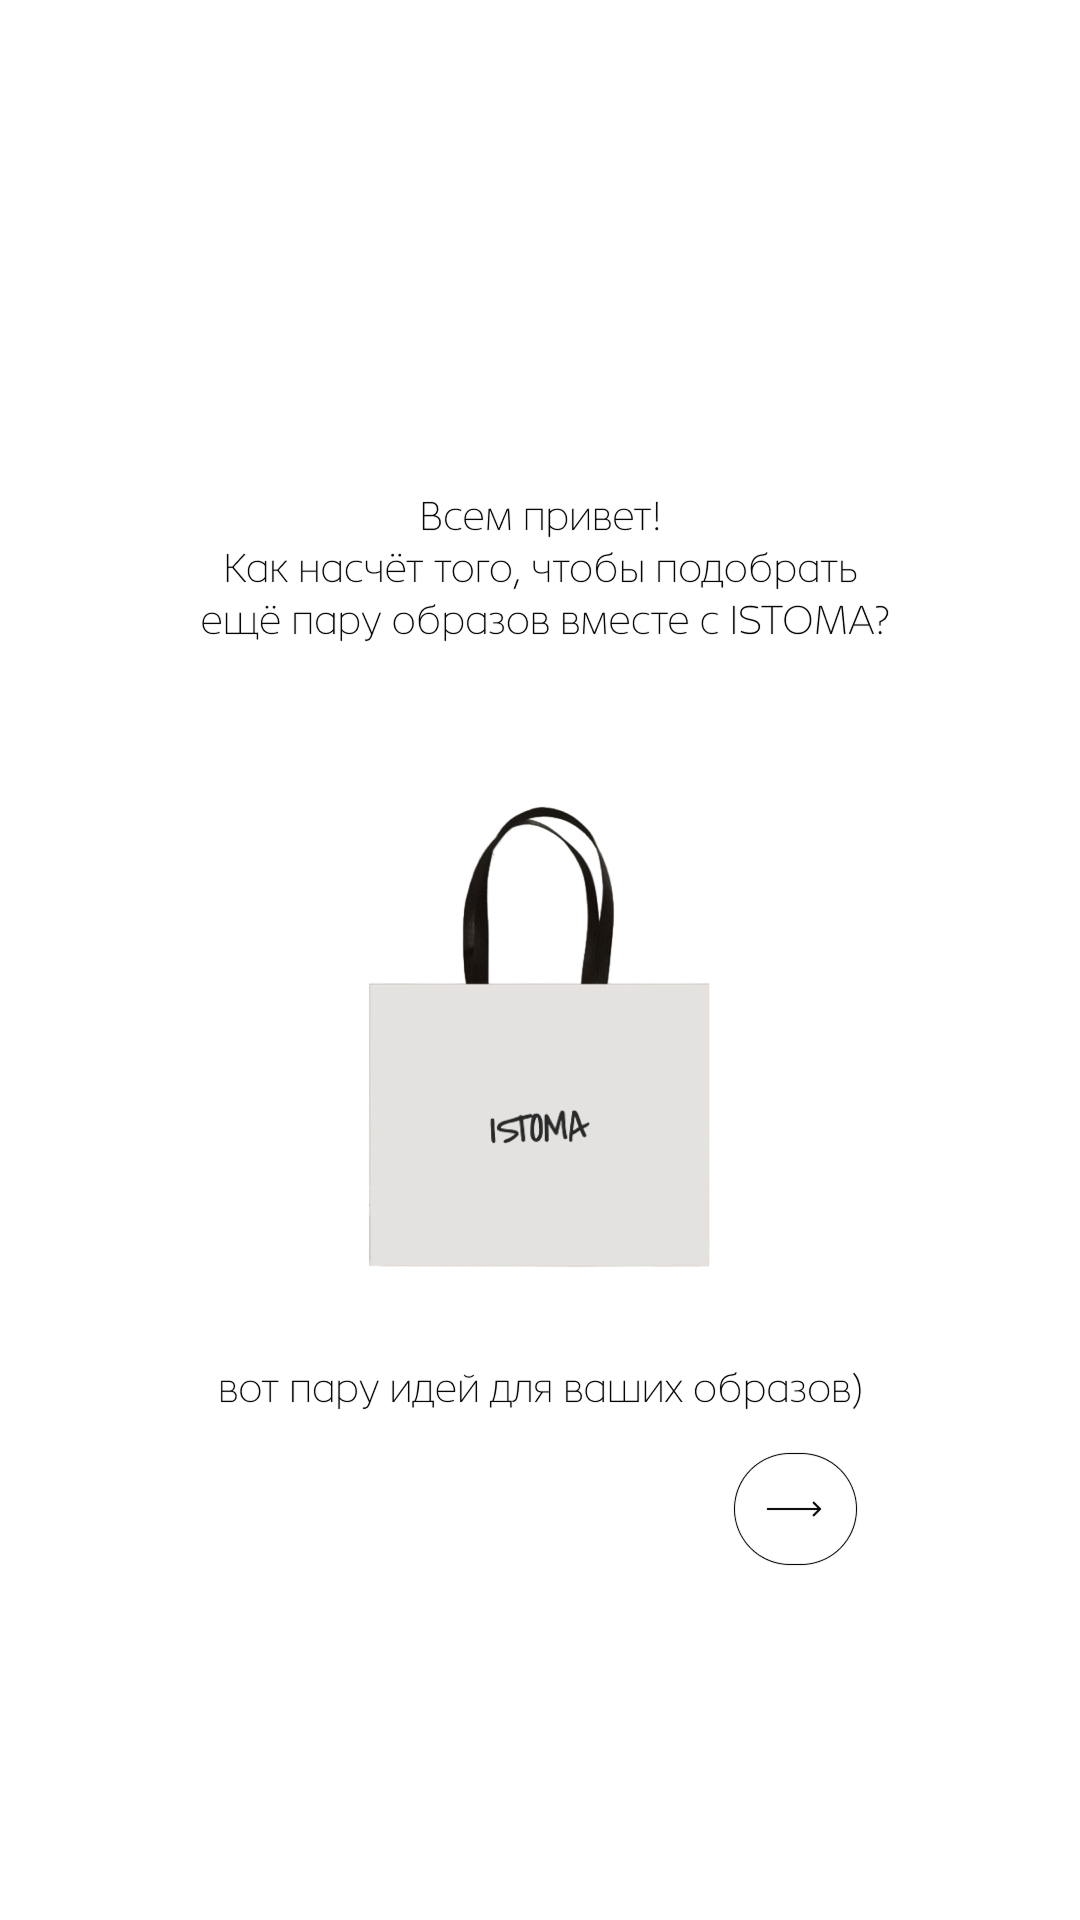 Всем привет!
Как насчёт того, чтобы подобрать
ещё пару образов вместе с ISTOMA?
ISTOMA
вот пару идей для ваших образов)